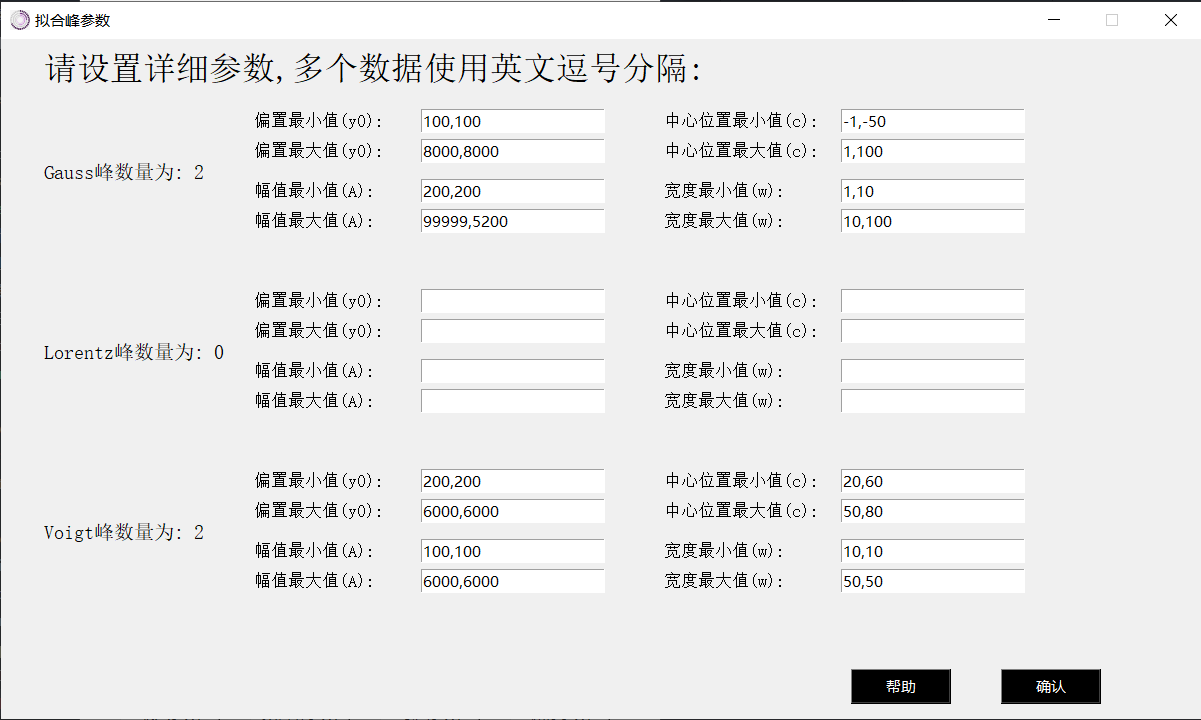 拟合峰参数
请设置详细参数,多个数据使用英文逗号分隔:
Gauss峰数量为: 2
偏置最小值(y0): 100,100 中心位置最小值(c): -1,-50
偏置最大值(y0): 8000,8000 中心位置最大值(c): 1,100
幅值最小值(A): 200,200 宽度最小值(w): 1,10
幅值最大值(A): 99999,5200 宽度最大值(w): 10,100
Lorentz峰数量为: 0
偏置最小值(y0): 中心位置最小值(c):
偏置最大值(y0): 中心位置最大值(c):
幅值最小值(A): 宽度最小值(w):
幅值最大值(A): 宽度最大值(w):
Voigt峰数量为: 2
偏置最小值(y0): 200,200 中心位置最小值(c): 20,60
偏置最大值(y0): 6000,6000 中心位置最大值(c): 50,80
幅值最小值(A): 100,100 宽度最小值(w): 10,10
幅值最大值(A): 6000,6000 宽度最大值(w): 50,50
帮助 确认